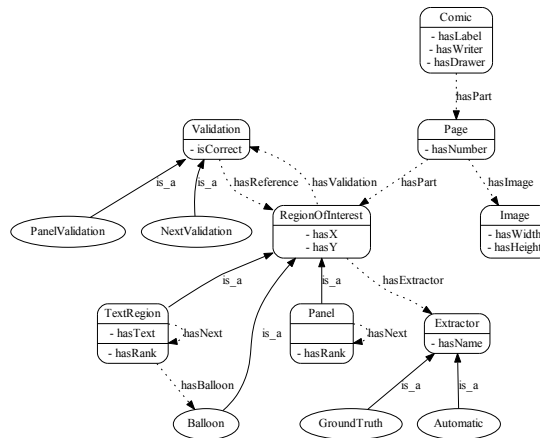 Comic
- hasLabel
- hasWriter
- hasDrawer
hasPart
Validation
- isCorrect
Page
- hasNumber
is_a
is_a
hasReference
hasValidation
hasPart
hasImage
PanelValidation
NextValidation
RegionOfInterest
- hasX
- hasY
Image
- hasWidth
- hasHeight
is_a
is_a
is_a
hasExtractor
TextRegion
- hasText
- hasRank
hasNext
Panel
- hasRank
hasNext
Extractor
- hasName
hasBalloon
is_a
is_a
Balloon
GroundTruth
Automatic